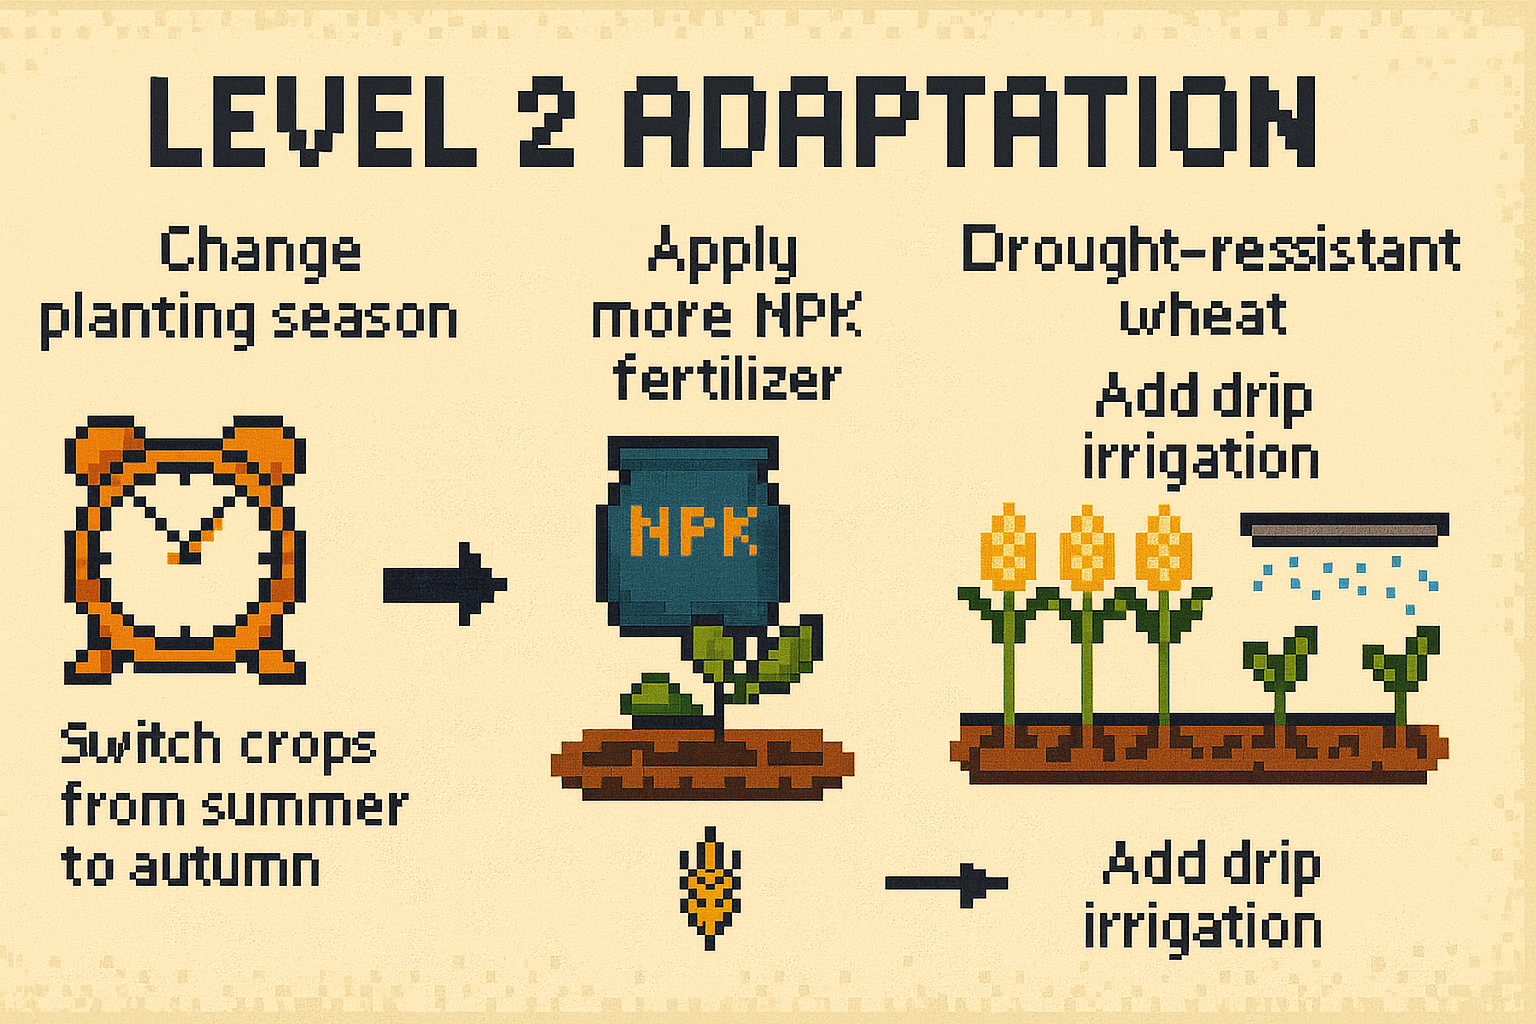 LEVEL 2 ADAPTATION
Change
planting season
Switch crops
from summer
to autumn
Apply
more NPK
fertilizer
NPK
Drought-ressistant
wheat
Add drip
irrigation
Add drip
irrigation